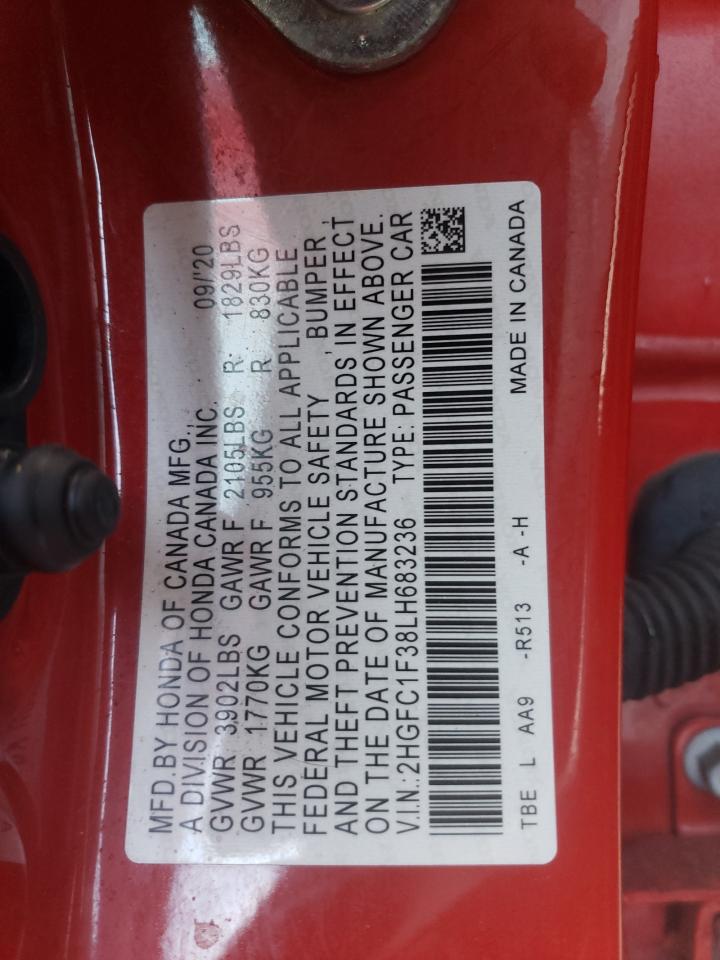 MFD.BY HONDA OF CANADA MFG.,
A DIVISION OF HONDA CANADA INC. 09/'20
GVWR 3902LBS GAWR F 2105LBS R 1829LBS
GVWR 1770KG GAWR F 955KG R 830KG
THIS VEHICLE CONFORMS TO ALL APPLICABLE
FEDERAL MOTOR VEHICLE SAFETY, BUMPER,
AND THEFT PREVENTION STANDARDS IN EFFECT
ON THE DATE OF MANUFACTURE SHOWN ABOVE.
V.I.N.:2HGFC1F38LH683236 TYPE: PASSENGER CAR
MADE IN CANADA
TBE L AA9 -R513 -A -H